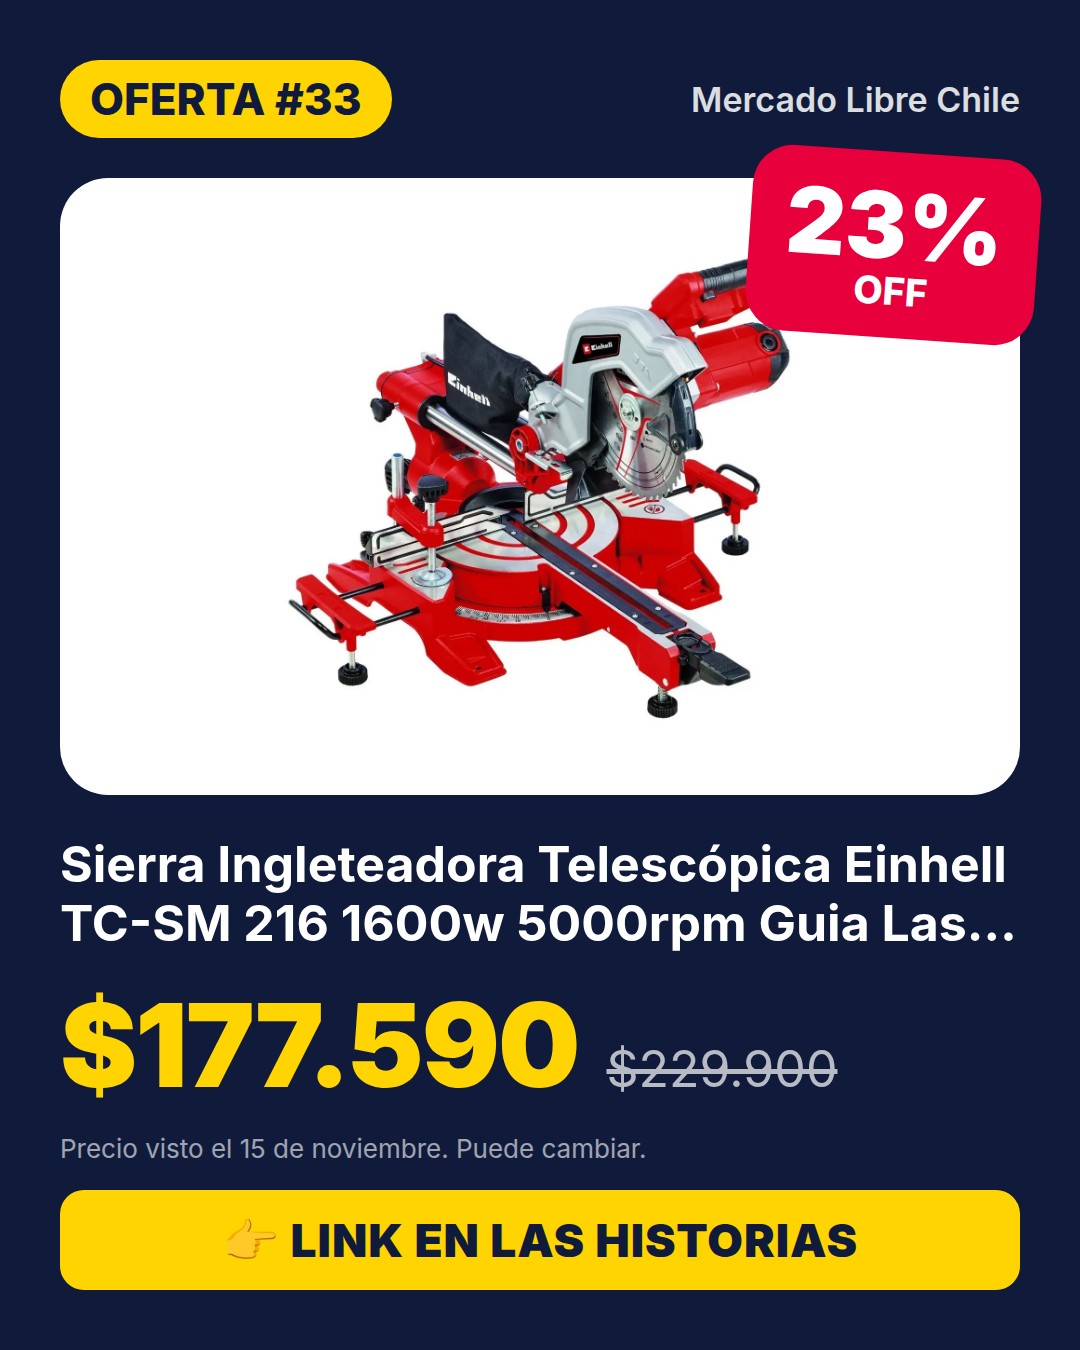 OFERTA #33
Mercado Libre Chile
23%
OFF
Einhell
Einhell
Sierra Ingleteadora Telescópica Einhell
TC-SM 216 1600w 5000rpm Guia Las...
$177.590 $229.900
Precio visto el 15 de noviembre. Puede cambiar.
👉 LINK EN LAS HISTORIAS